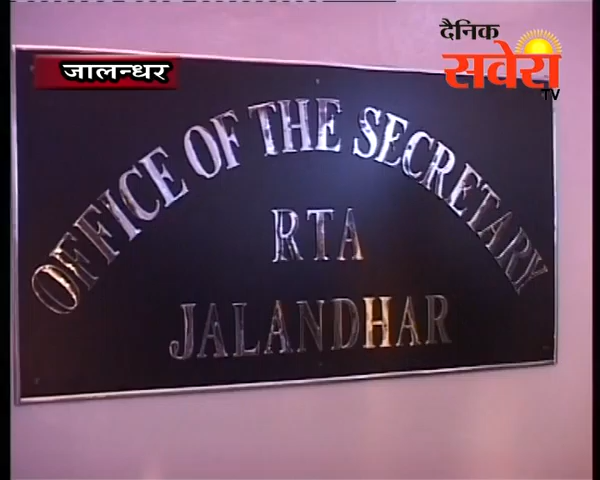 दैनिक
सवेरा
TV
जालन्धर
OFFICE OF THE SECRETARY
RTA
JALANDHAR